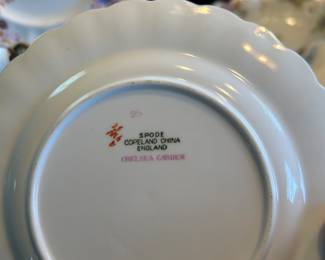 SPODE
COPELAND CHINA
ENGLAND
CHELSEA GARDEN